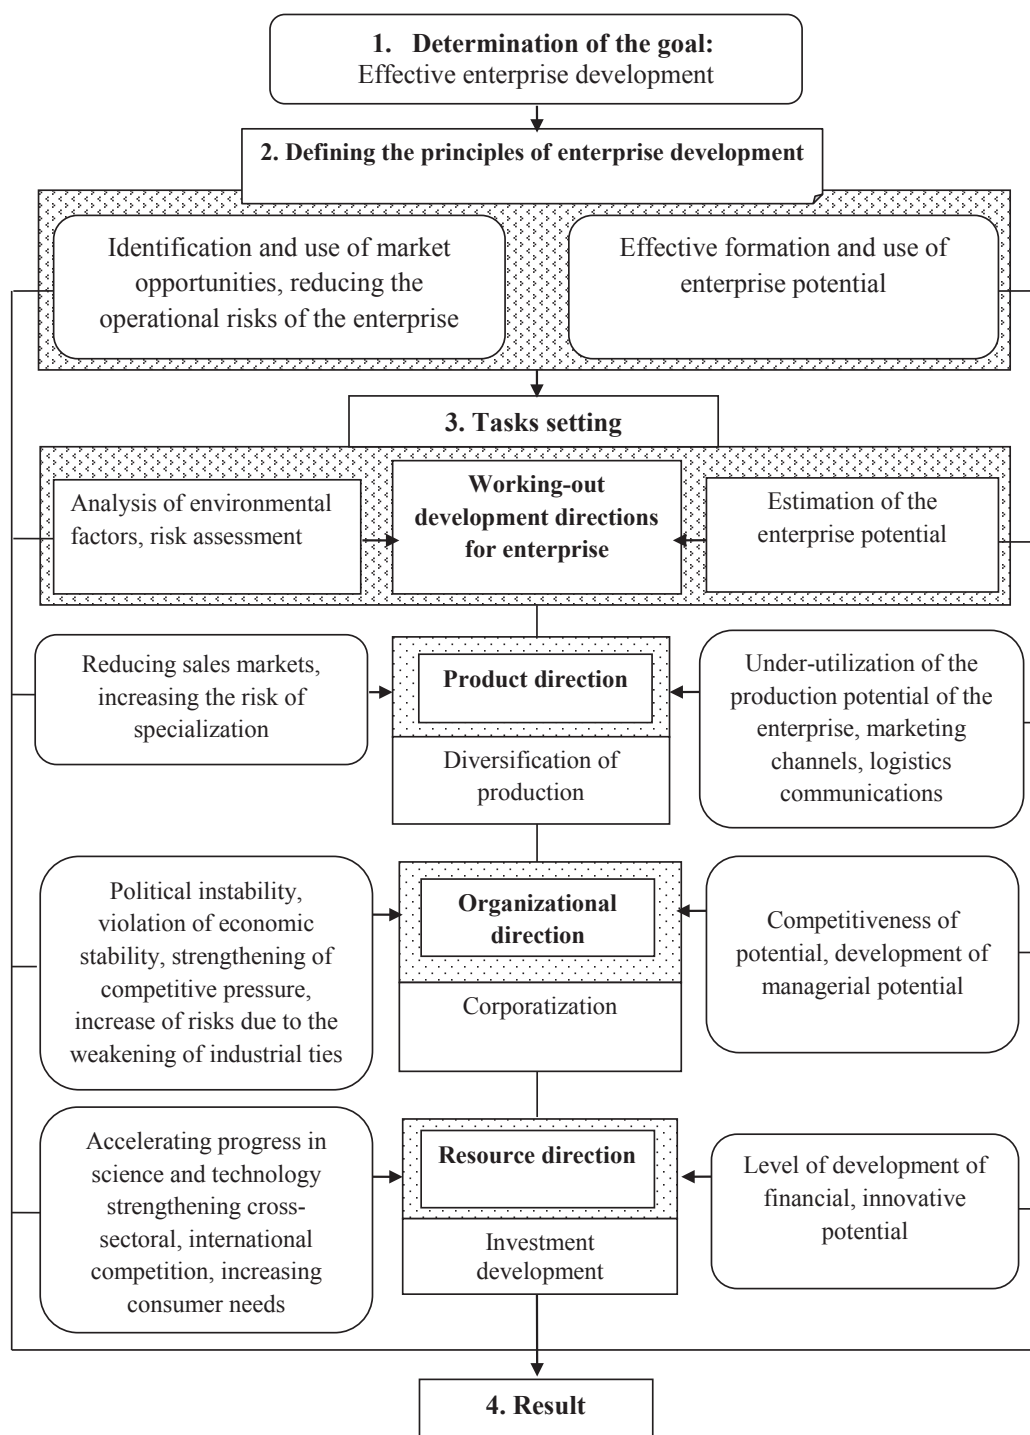 1. Determination of the goal:
Effective enterprise development
2. Defining the principles of enterprise development
Identification and use of market
opportunities, reducing the
operational risks of the enterprise
Effective formation and use of
enterprise potential
3. Tasks setting
Analysis of environmental
factors, risk assessment
Working-out
development directions
for enterprise
Estimation of the
enterprise potential
Reducing sales markets,
increasing the risk of
specialization
Product direction
Diversification of
production
Under-utilization of the
production potential of the
enterprise, marketing
channels, logistics
communications
Political instability,
violation of economic
stability, strengthening of
competitive pressure,
increase of risks due to the
weakening of industrial ties
Organizational
direction
Corporatization
Competitiveness of
potential, development of
managerial potential
Accelerating progress in
science and technology
strengthening cross-
sectoral, international
competition, increasing
consumer needs
Resource direction
Investment
development
Level of development of
financial, innovative
potential
4. Result